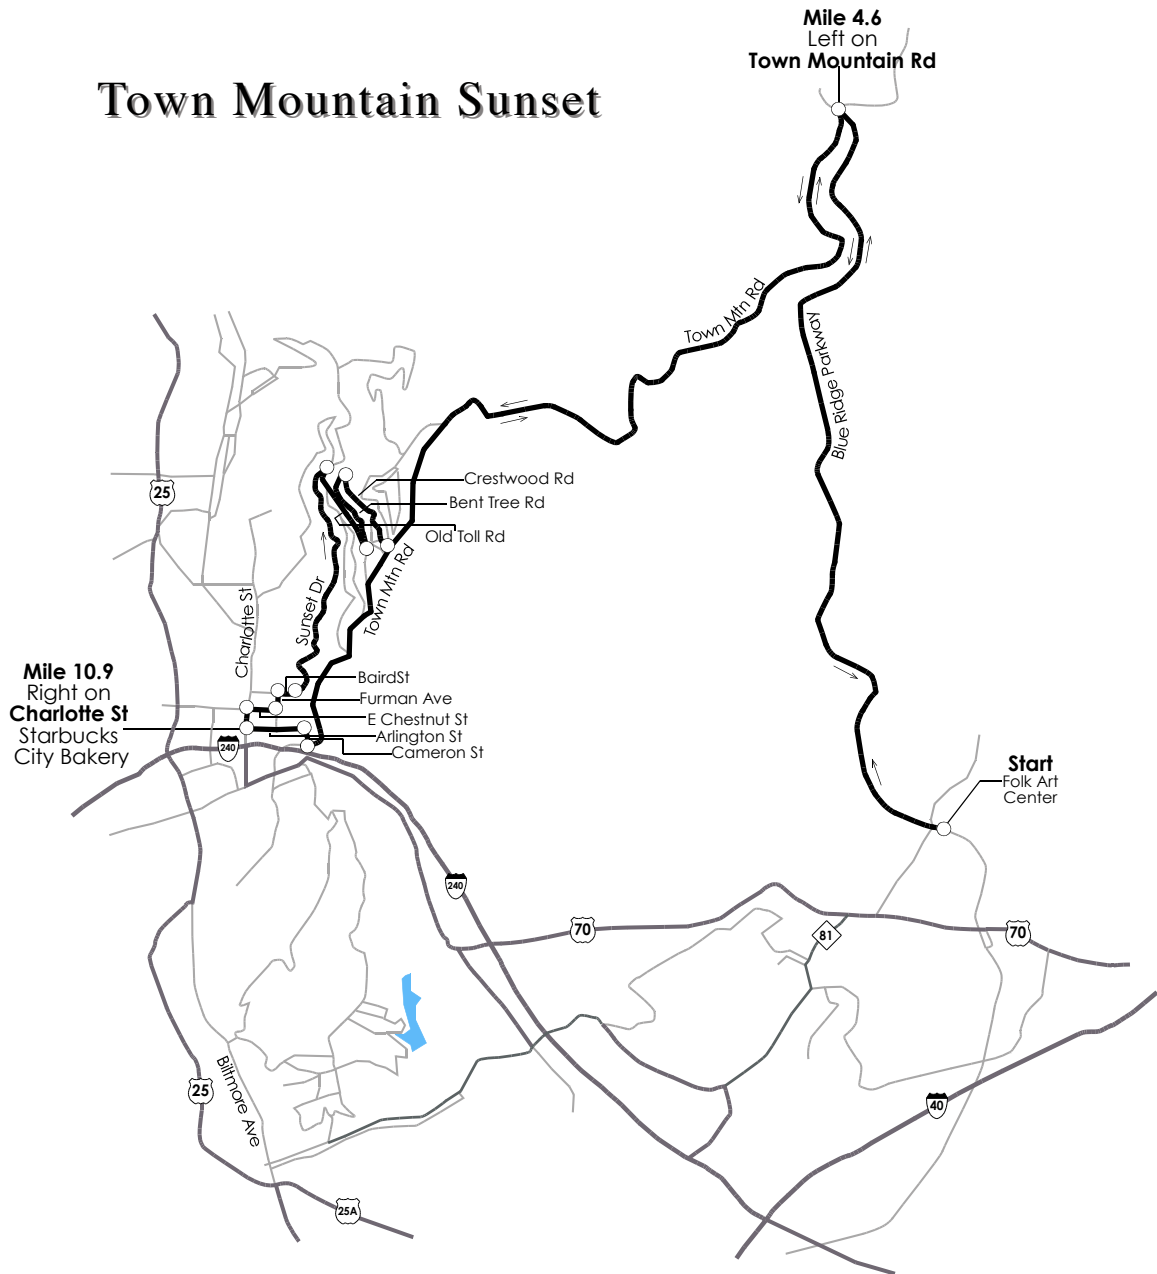 Mile 4.6
Left on
Town Mountain Rd
Town Mountain Sunset
Town Mtn Rd
Blue Ridge Parkway
25
Crestwood Rd
Bent Tree Rd
Old Toll Rd
Town Mtn Rd
Sunset Dr
Charlotte St
Mile 10.9
Right on
Charlotte St
Starbucks
City Bakery
BairdSt
Furman Ave
E Chestnut St
Arlington St
Cameron St
240
Start
Folk Art
Center
240
70
81
70
25
Biltmore Ave
40
25A